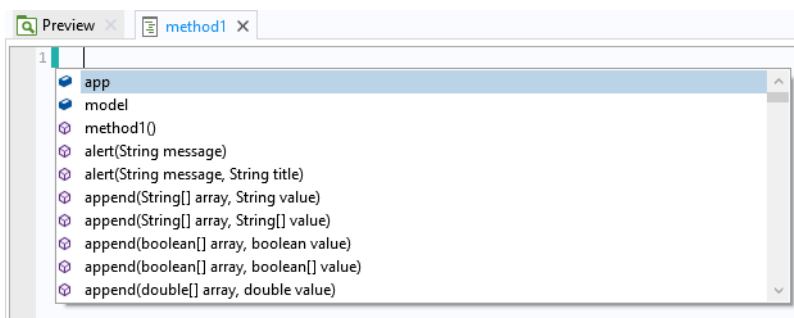 Preview method1
1
app
model
method1()
alert(String message)
alert(String message, String title)
append(String[] array, String value)
append(String[] array, String[] value)
append(boolean[] array, boolean value)
append(boolean[] array, boolean[] value)
append(double[] array, double value)